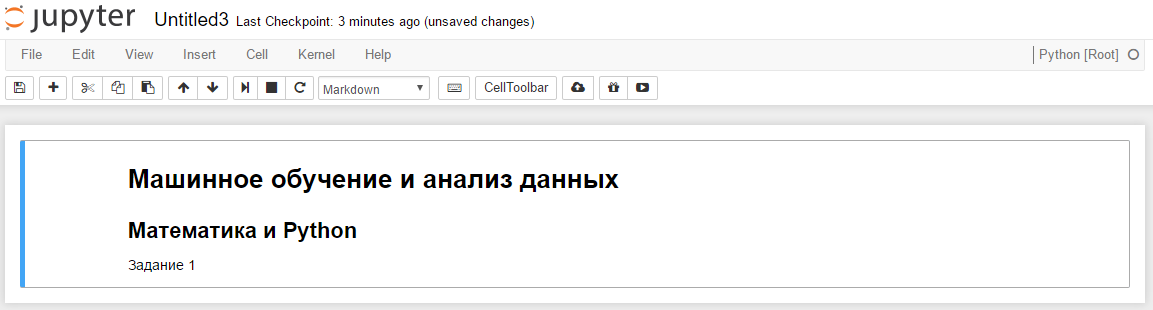 jupyter Untitled3 Last Checkpoint: 3 minutes ago (unsaved changes)
File Edit View Insert Cell Kernel Help Python [Root]
Markdown CellToolbar
Машинное обучение и анализ данных
Математика и Python
Задание 1